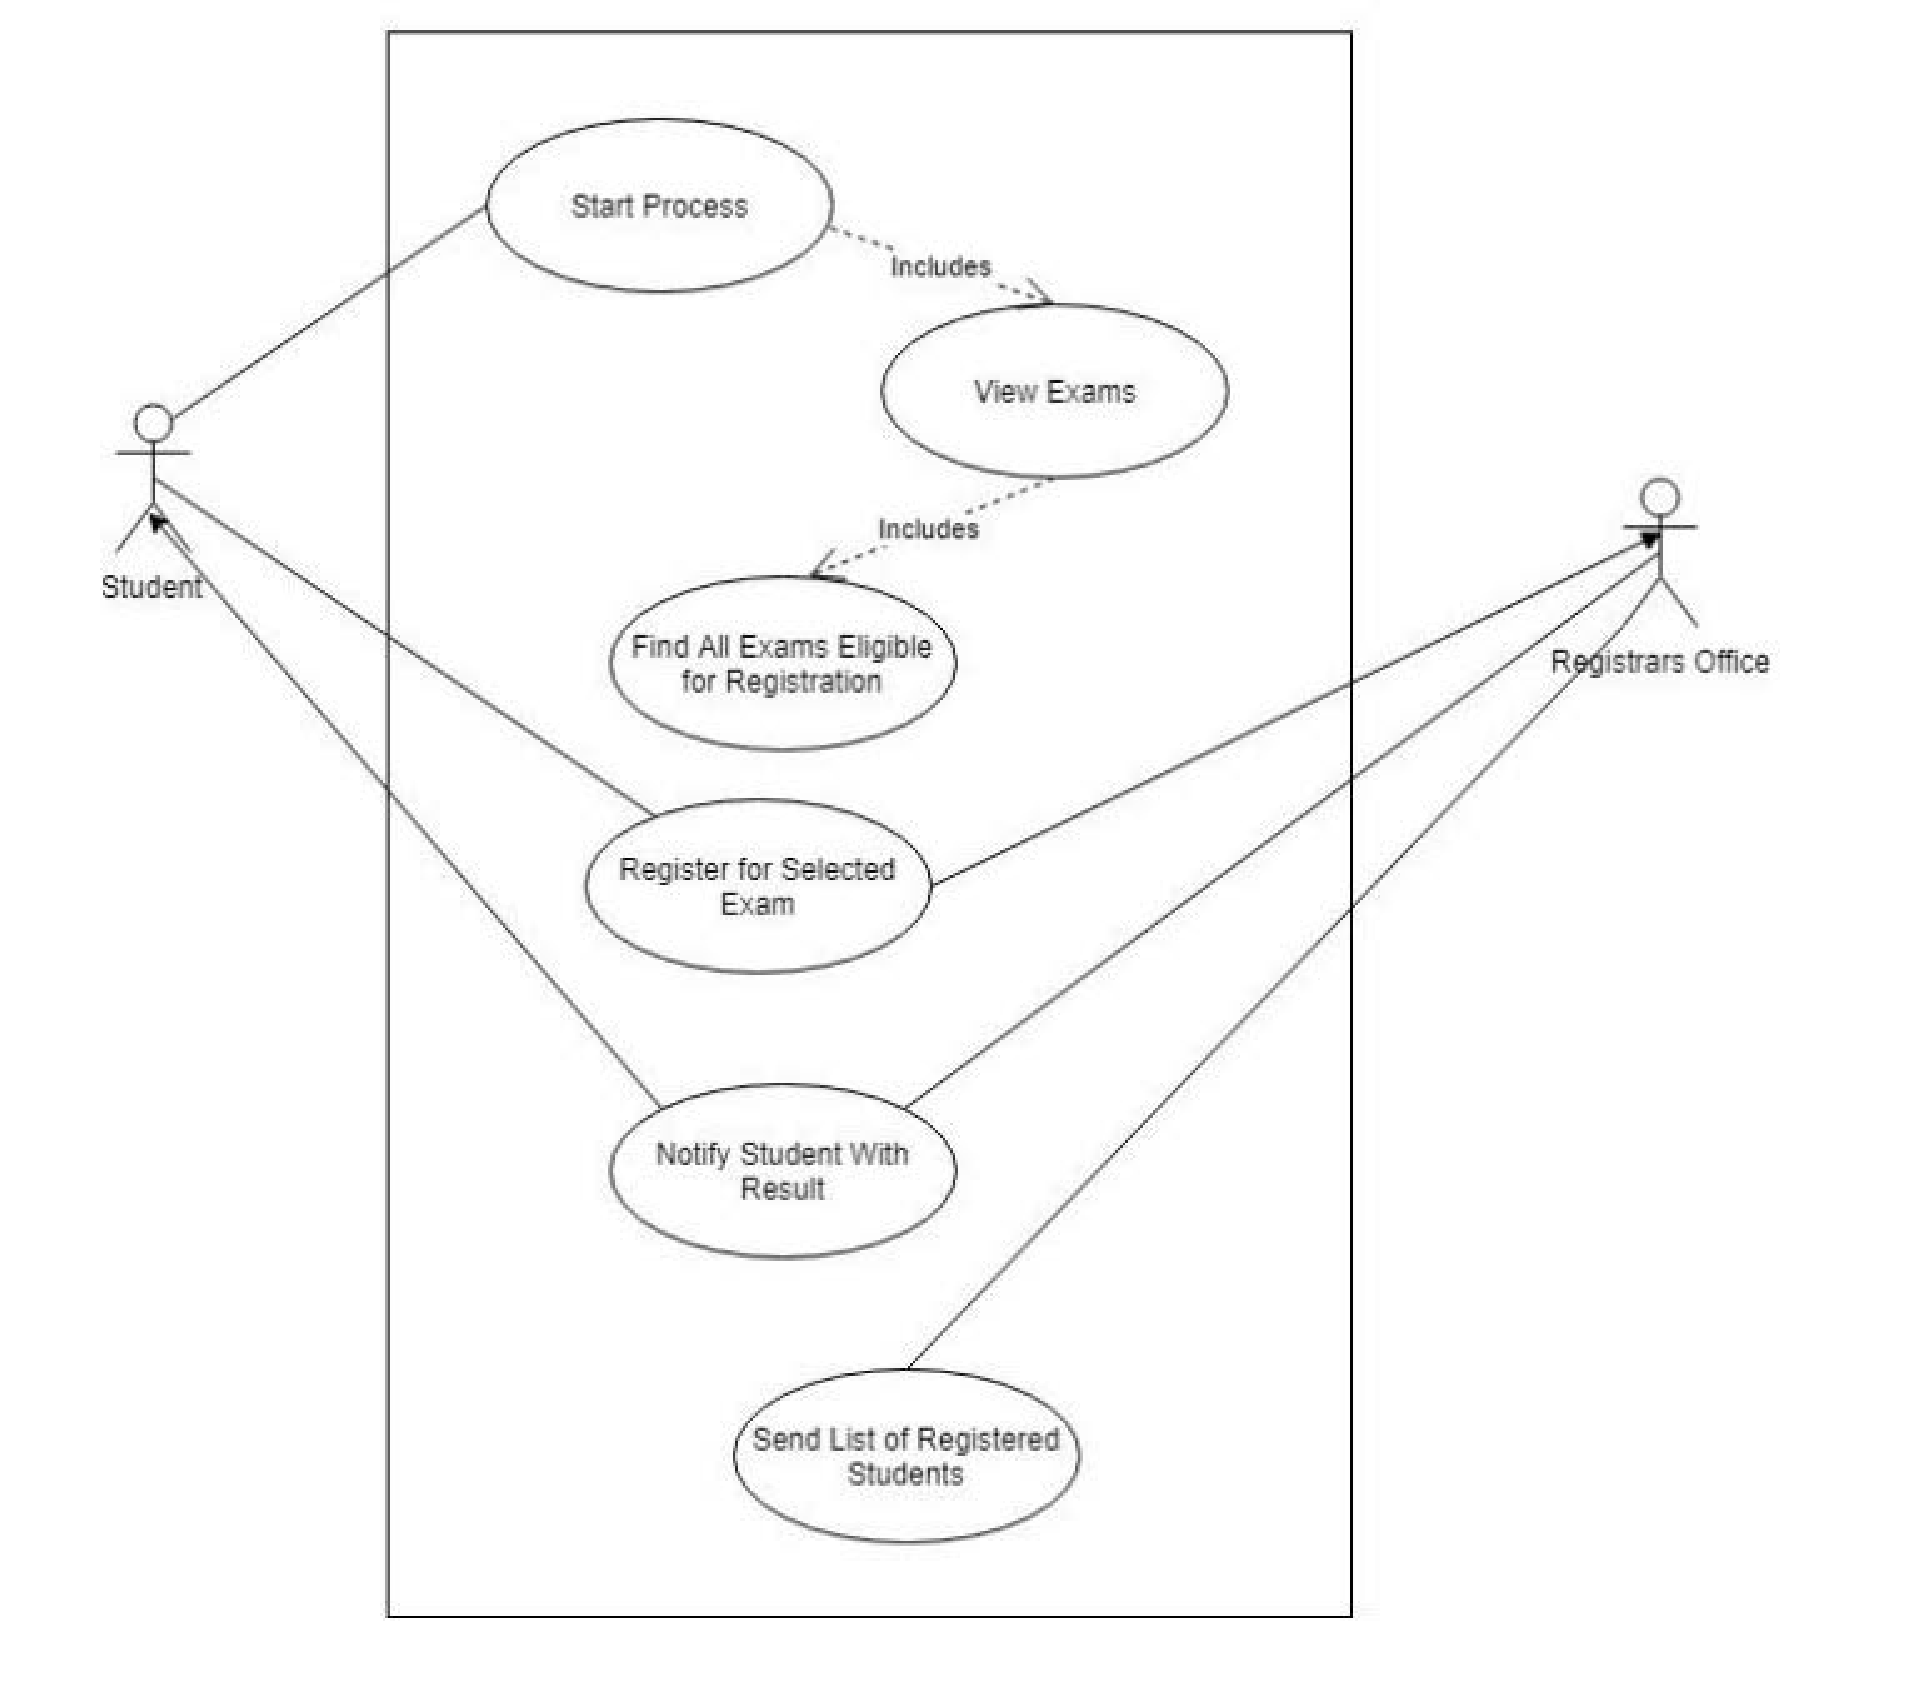 Start Process
Includes
View Exams
Includes
Student
Find All Exams Eligible
for Registration
Registrars Office
Register for Selected
Exam
Notify Student With
Result
Send List of Registered
Students